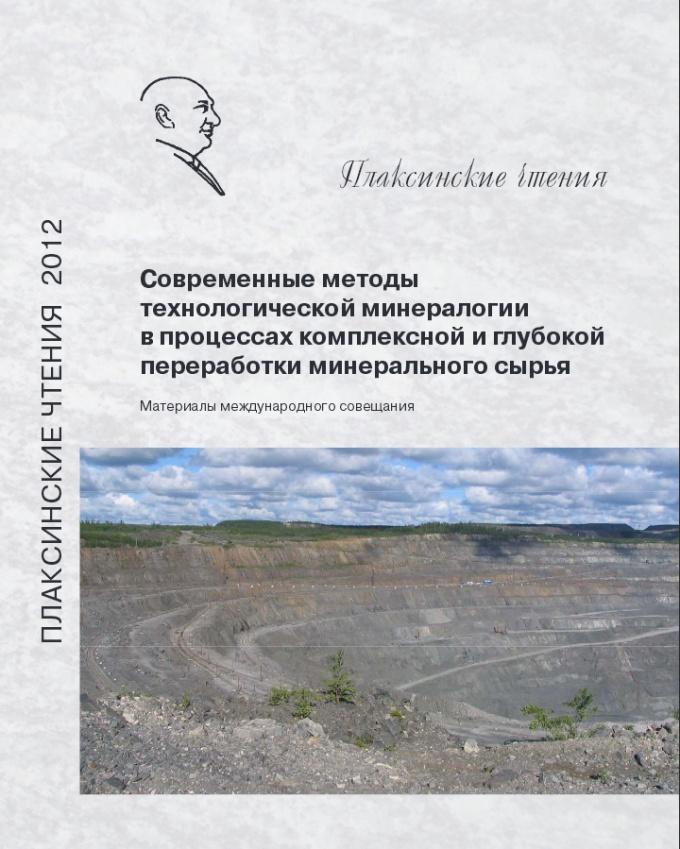 Плаксинские чтения
ПЛАКСИНСКИЕ ЧТЕНИЯ 2012
Современные методы
технологической минералогии
в процессах комплексной и глубокой
переработки минерального сырья
Материалы международного совещания